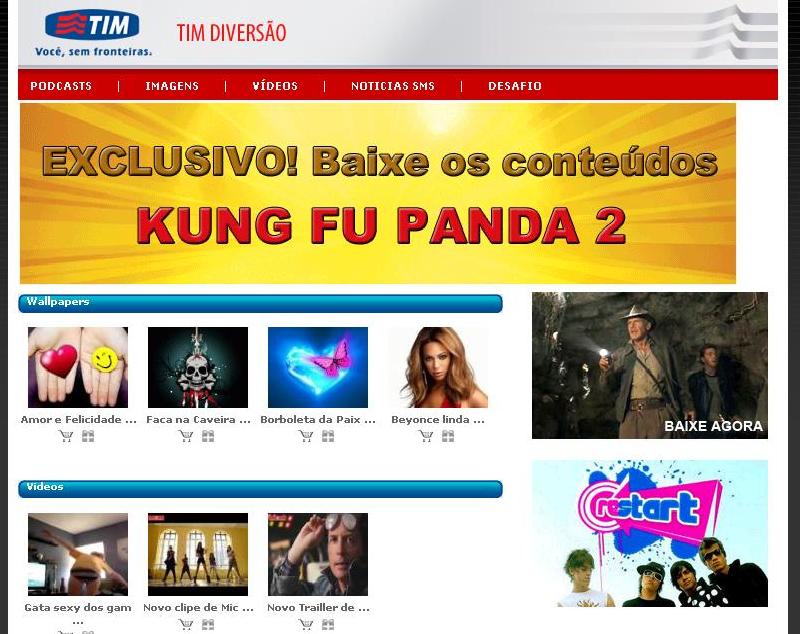 TIM
Você, sem fronteiras.
TIM DIVERSÃO
PODCASTS | IMAGENS | VÍDEOS | NOTICIAS SMS | DESAFIO
EXCLUSIVO! Baixe os conteúdos
KUNG FU PANDA 2
Wallpapers
Amor e Felicidade ...
Faca na Caveira ...
Borboleta da Paix ...
Beyonce linda ...
BAIXE AGORA
Vídeos
Gata sexy dos gam
...
Novo clipe de Mic ...
Novo Trailler de ...
restart